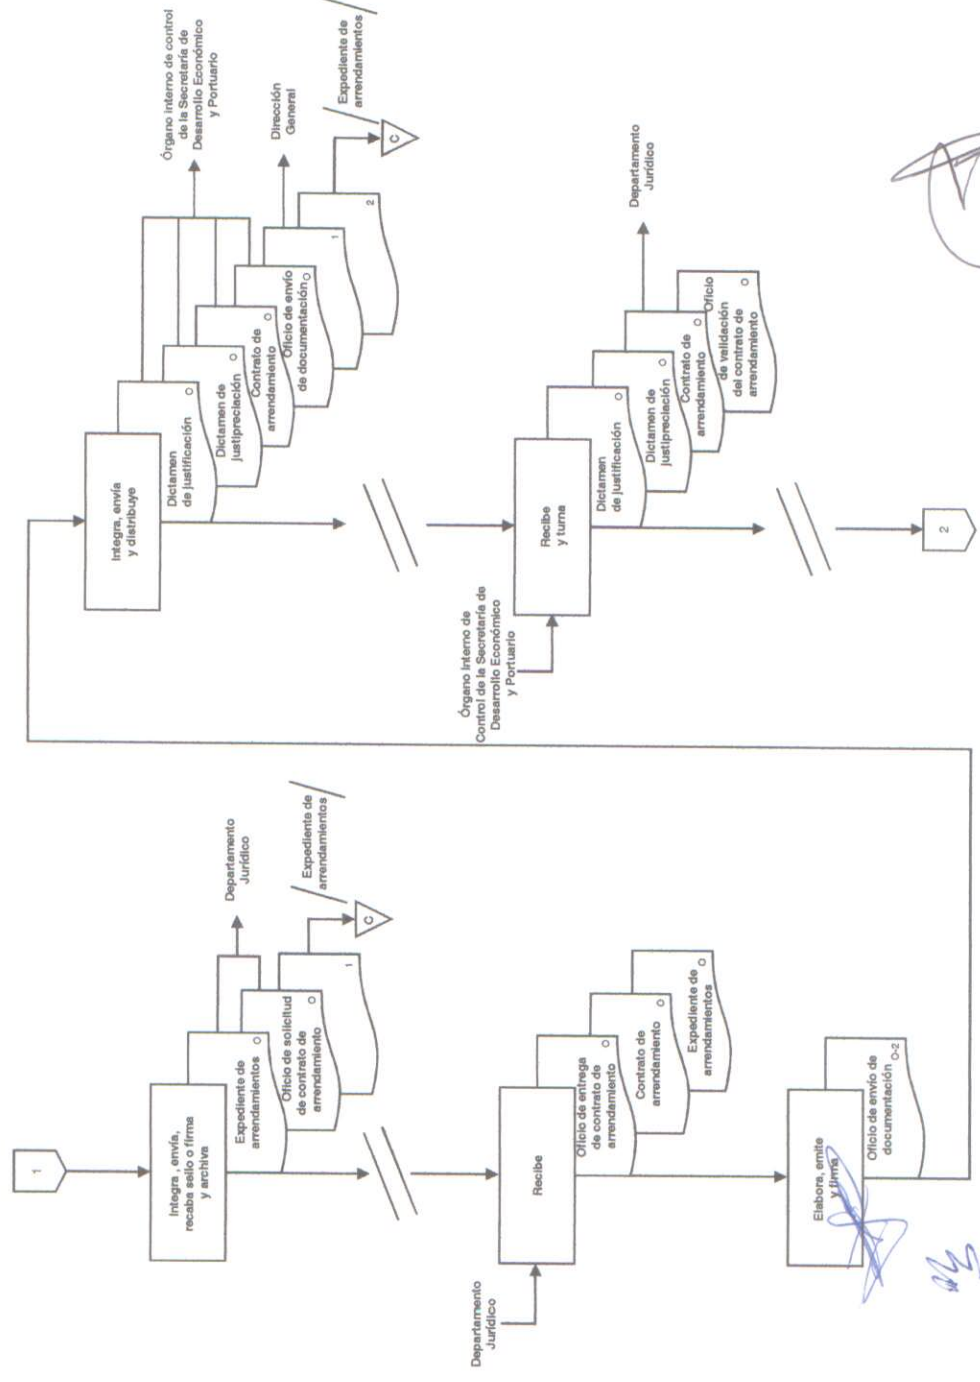 1
Integra , envía,
recaba sello o firma
y archiva
Expediente de
arrendamientos
O
Oficio de solicitud
de contrato de
arrendamiento
O
1
Departamento
Jurídico
Expediente de
arrendamientos
C
Departamento
Jurídico
Recibe
Oficio de entrega
de contrato de
arrendamiento
O
Contrato de
arrendamiento
O
Expediente de
arrendamientos
O
Elabora, emite
y firma
Oficio de envío de
documentación
O-2
Integra, envía
y distribuye
Dictamen
de justificación
O
Dictamen de
justipreciación
O
Contrato de
arrendamiento
O
Oficio de envío
de documentación
O
1
2
Órgano interno de control
de la Secretaría de
Desarrollo Económico
y Portuario
Dirección
General
Expediente de
arrendamientos
C
Órgano Interno de
Control de la Secretaría de
Desarrollo Económico
y Portuario
Recibe
y turna
Dictamen
de justificación
O
Dictamen de
justipreciación
O
Contrato de
arrendamiento
O
Oficio
de validación
del contrato de
arrendamiento
O
Departamento
Jurídico
2